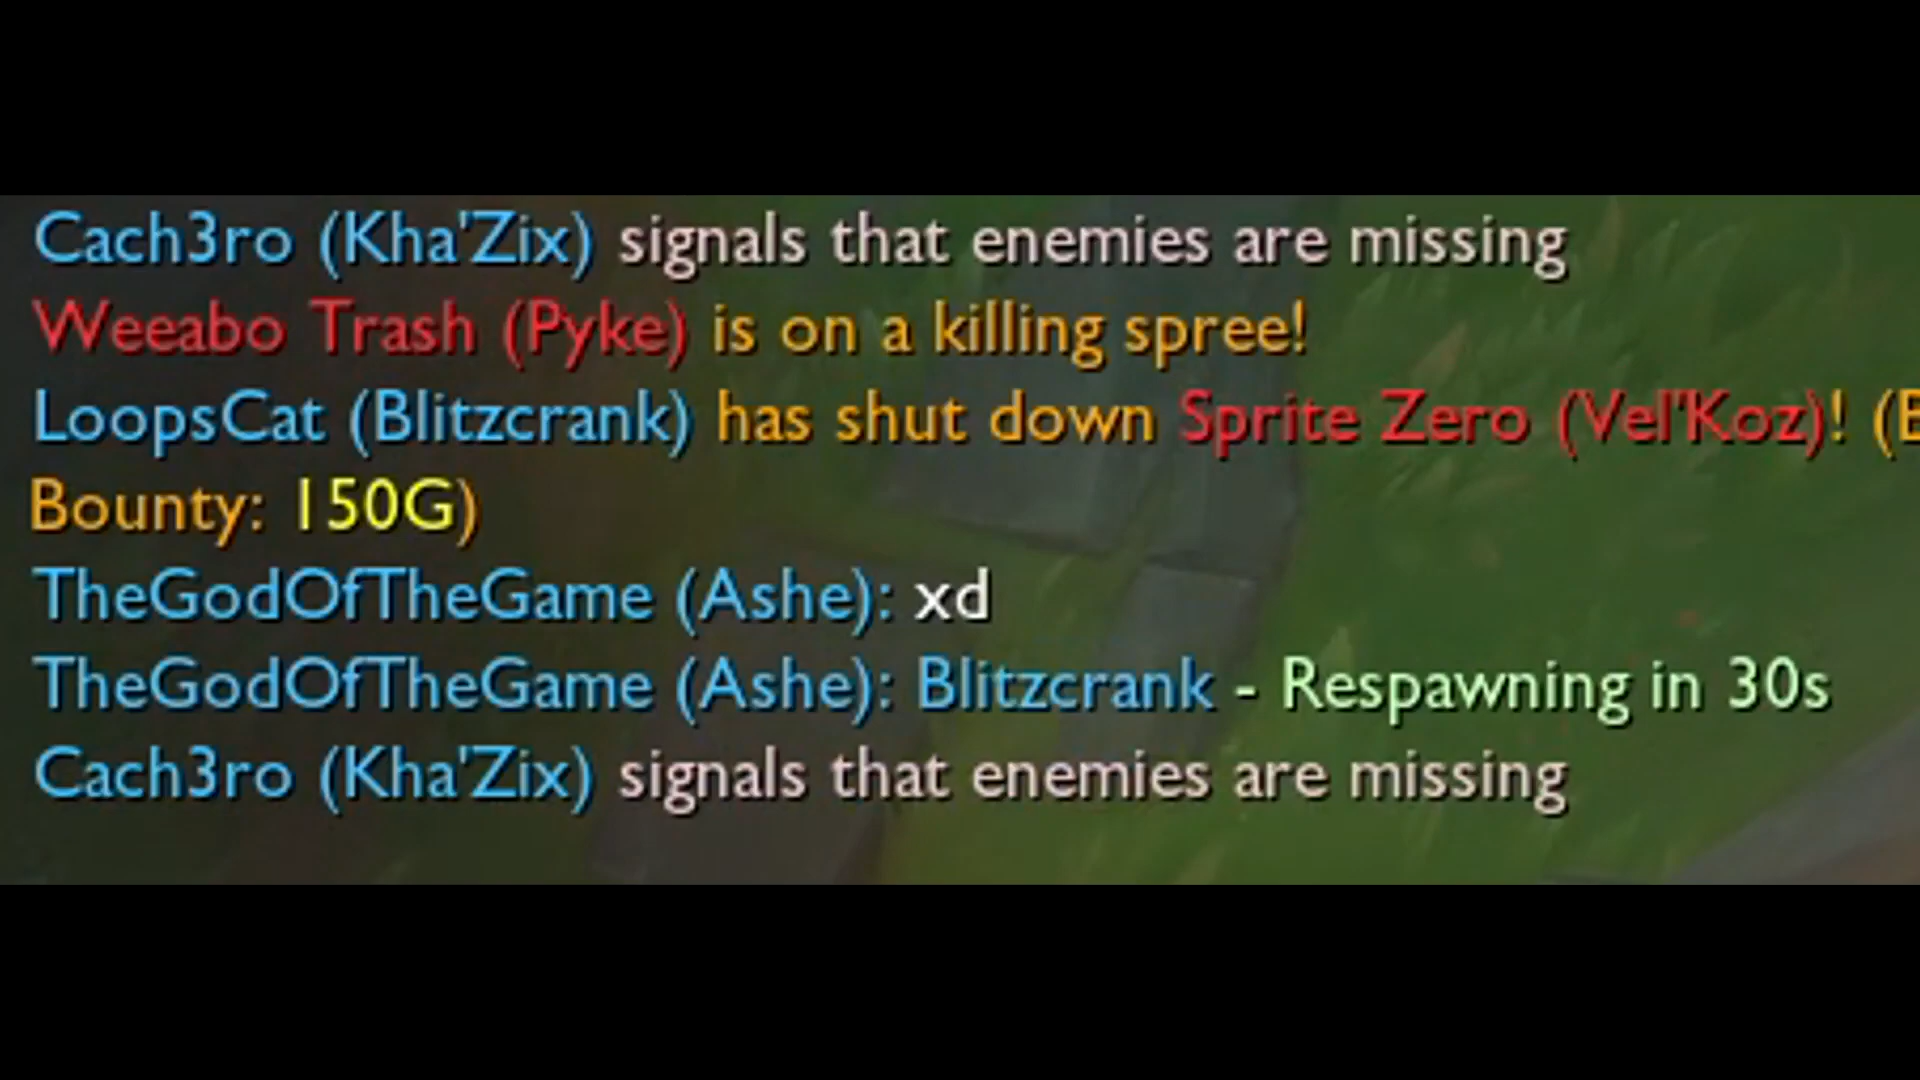 Cach3ro (Kha'Zix) signals that enemies are missing
Weeabo Trash (Pyke) is on a killing spree!
LoopsCat (Blitzcrank) has shut down Sprite Zero (Vel'Koz)! (
Bounty: 150G)
TheGodOfTheGame (Ashe): xd
TheGodOfTheGame (Ashe): Blitzcrank - Respawning in 30s
Cach3ro (Kha'Zix) signals that enemies are missing